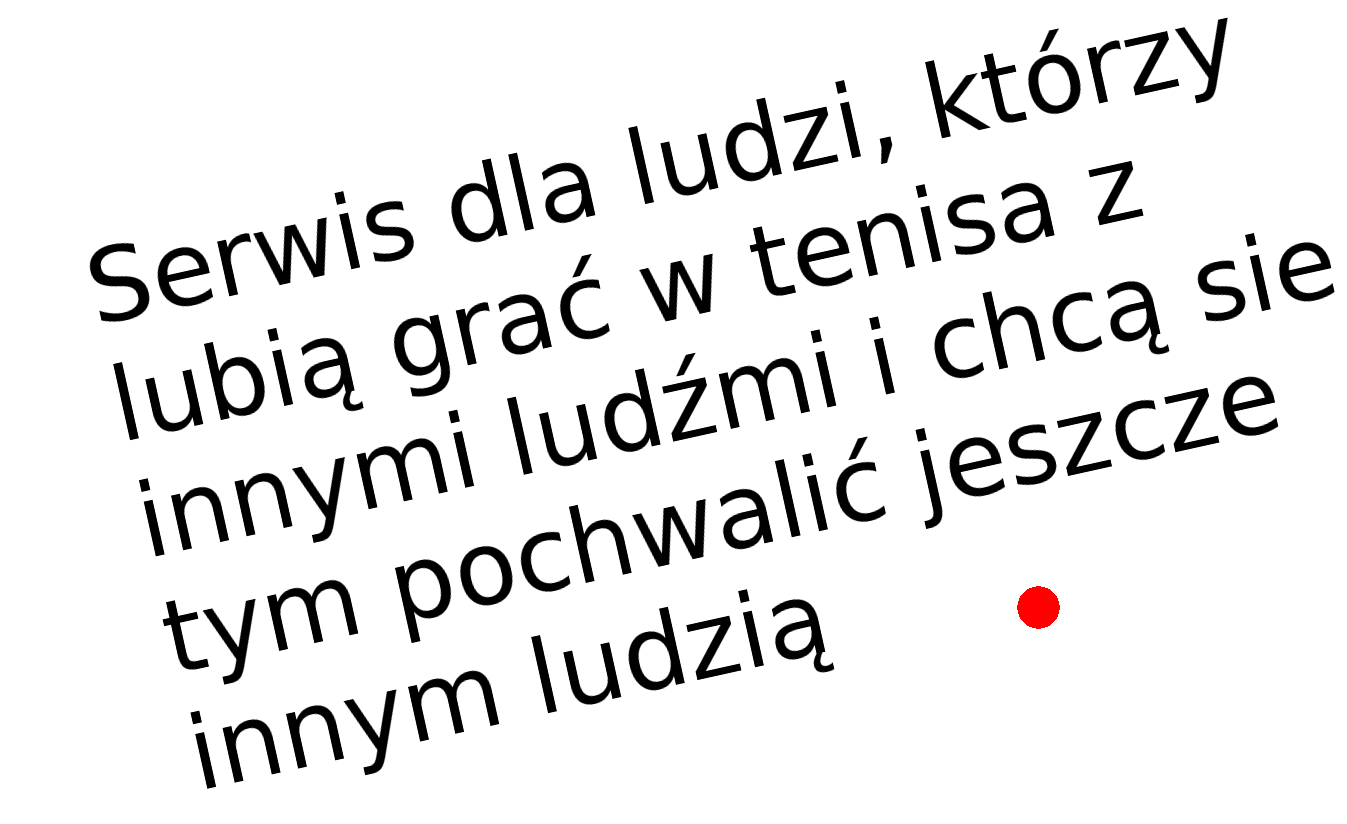 Serwis dla ludzi, którzy
lubią grać w tenisa z
innymi ludźmi i chcą sie
tym pochwalić jeszcze
innym ludzią